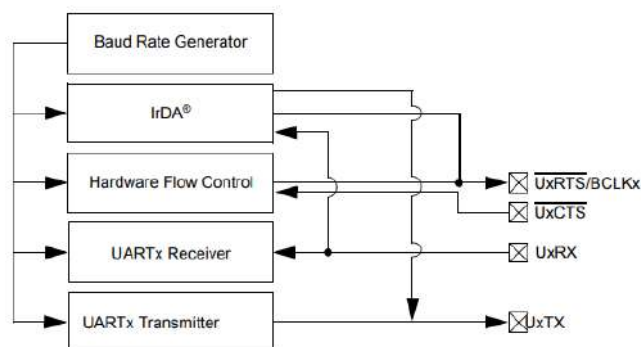 Baud Rate Generator
IrDA®
Hardware Flow Control
UxRTS/BCLKx
UxCTS
UARTx Receiver
UxRX
UARTx Transmitter
UxTX